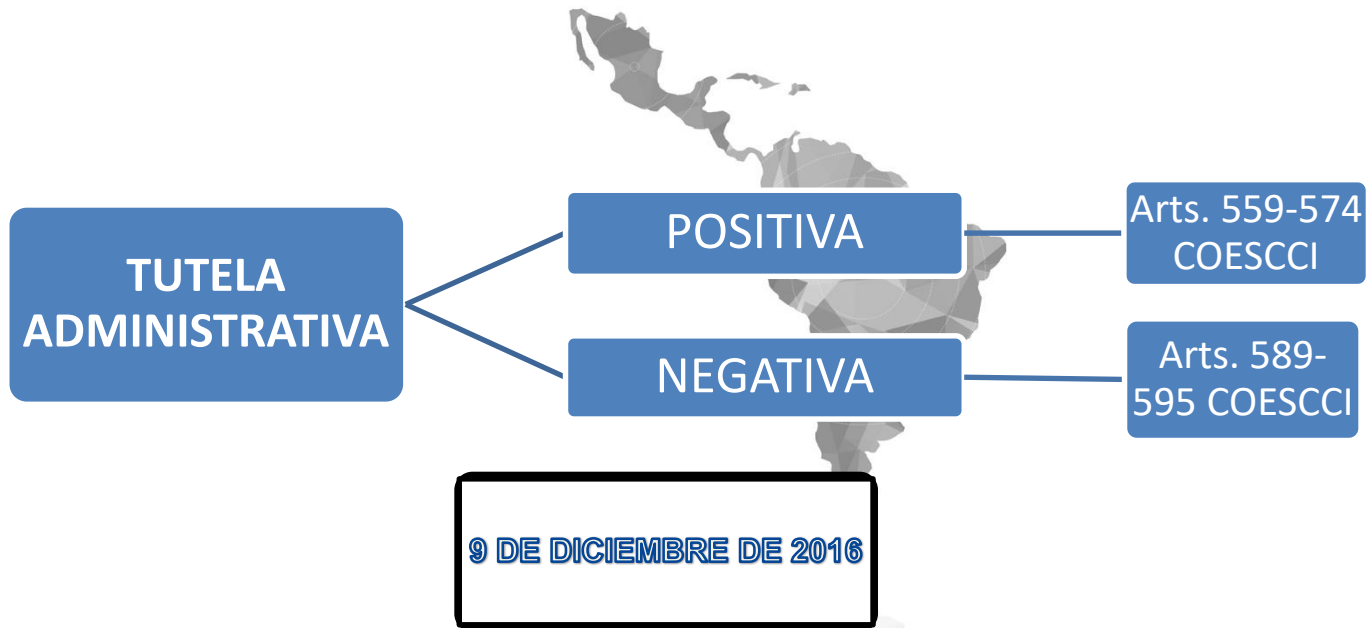 TUTELA
ADMINISTRATIVA
POSITIVA
Arts. 559-574
COESCCI
NEGATIVA
Arts. 589-
595 COESCCI
9 DE DICIEMBRE DE 2016